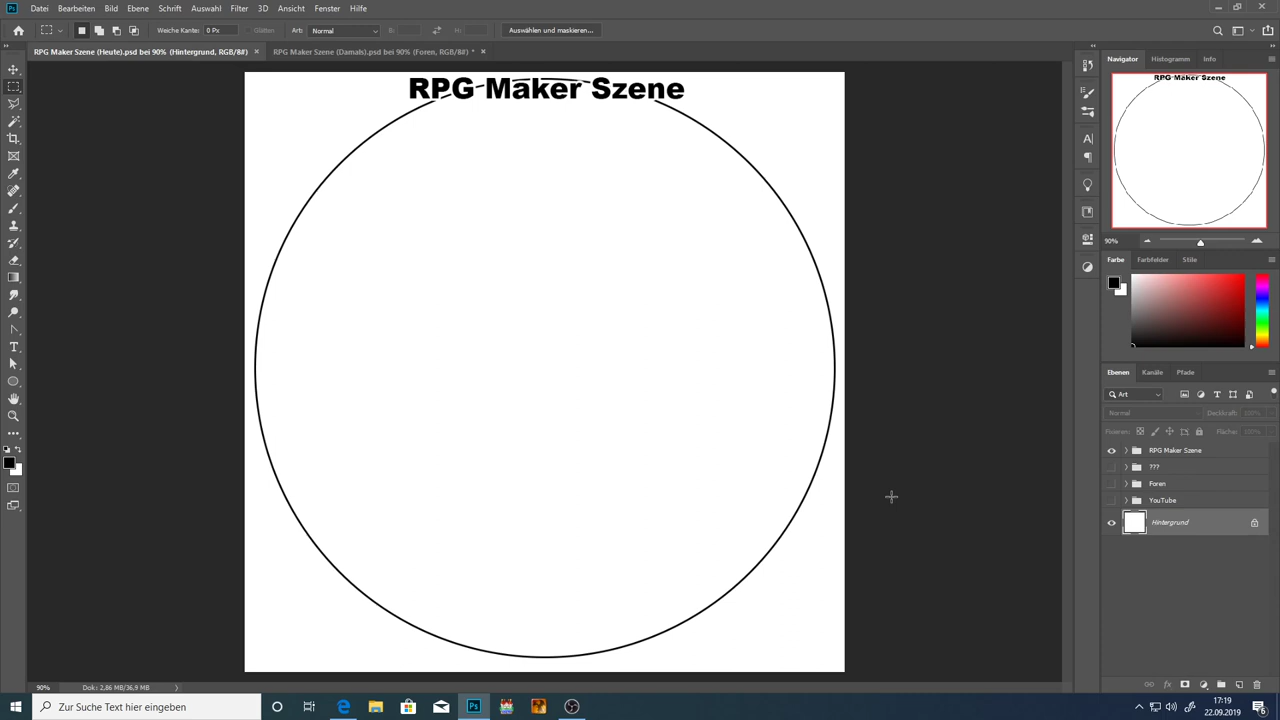 Datei Bearbeiten Bild Ebene Schrift Auswahl Filter 3D Ansicht Fenster Hilfe
Weiche Kante: 0 Px Art: Normal B: H: Auswählen und maskieren...
RPG Maker Szene (Heute).psd bei 90% (Hintergrund, RGB/8#) × RPG Maker Szene (Damals).psd bei 90% (Foren, RGB/8#) * ×
RPG Maker Szene
Navigator Histogramm Info
RPG Maker Szene
90%
Farbe Farbfelder Stile
Ebenen Kanäle Pfade
Art
Normal Deckkraft: 100%
Fixieren: Fläche: 100%
RPG Maker Szene
???
Foren
YouTube
Hintergrund
90% Dok: 2,86 MB/36,9 MB
Zur Suche Text hier eingeben
17:19
22.09.2019